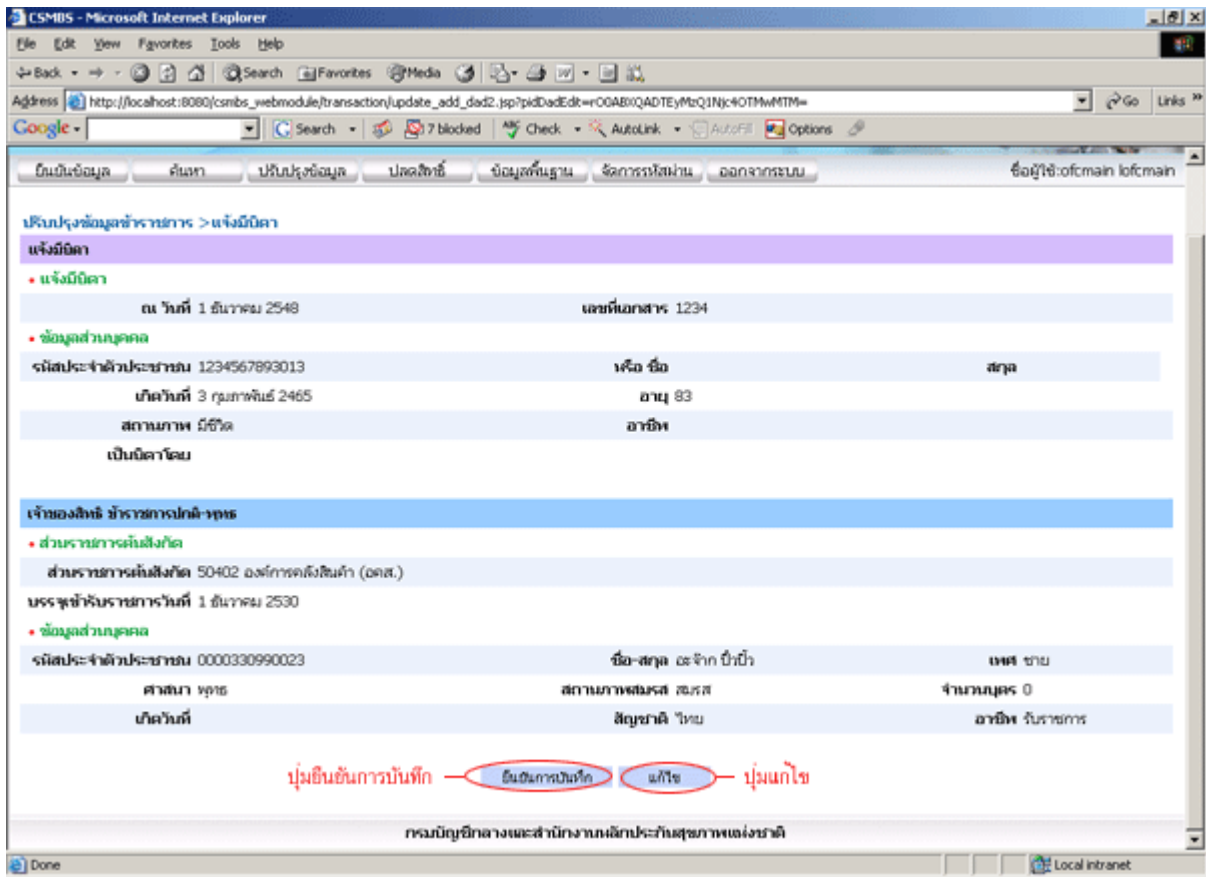 CSMBS - Microsoft Internet Explorer
File Edit View Favorites Tools Help
Back Search Favorites Media
Address http://localhost:8080/csmbs_webmodule/transaction/update_add_dad2.jsp?pidDadEdt=rO0ABXQADTEyMzQ1Njc4OTMwMTM= Go Links »
Google Search 7 blocked Check AutoLink AutoFill Options
ยืนยันข้อมูล ค้นหา ปรับปรุงข้อมูล ปลดสิทธิ์ ข้อมูลพื้นฐาน จัดการรหัสผ่าน ออกจากระบบ ชื่อผู้ใช้:ofcmain lofcmain
ปรับปรุงข้อมูลข้าราชการ >แจ้งมีบิดา
แจ้งมีบิดา
• แจ้งมีบิดา
ณ วันที่ 1 ธันวาคม 2548 เลขที่เอกสาร 1234
• ข้อมูลส่วนบุคคล
รหัสประจำตัวประชาชน 1234567893013 หรือ ชื่อ สกุล
เกิดวันที่ 3 กุมภาพันธ์ 2465 อายุ 83
สถานภาพ มีชีวิต อาชีพ
เป็นบิดาโดย
เจ้าของสิทธิ ข้าราชการปกติ-พุทธ
• ส่วนราชการต้นสังกัด
ส่วนราชการต้นสังกัด 50402 องค์การคลังสินค้า (อคส.)
บรรจุเข้ารับราชการวันที่ 1 ธันวาคม 2530
• ข้อมูลส่วนบุคคล
รหัสประจำตัวประชาชน 0000330990023 ชื่อ-สกุล เพศ ชาย
ศาสนา พุทธ สถานภาพสมรส สมรส จำนวนบุตร 0
เกิดวันที่ สัญชาติ ไทย อาชีพ รับราชการ
ปุ่มยืนยันการบันทึก ยืนยันการบันทึก แก้ไข ปุ่มแก้ไข
กรมบัญชีกลางและสำนักงานหลักประกันสุขภาพแห่งชาติ
Done Local intranet